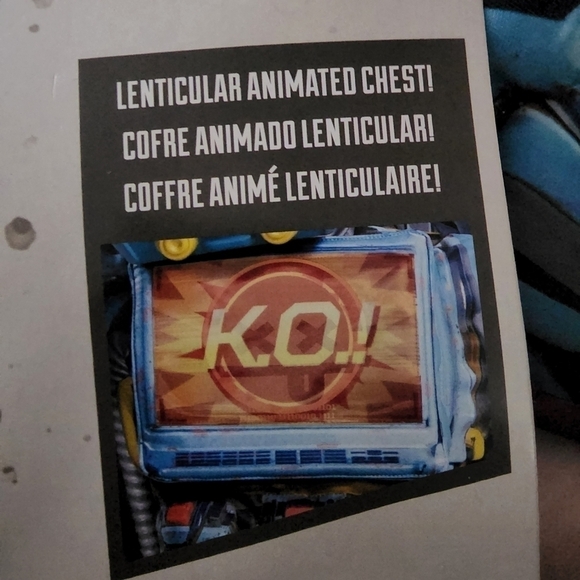 LENTICULAR ANIMATED CHEST!
COFRE ANIMADO LENTICULAR!
COFFRE ANIMÉ LENTICULAIRE!
K.O.!